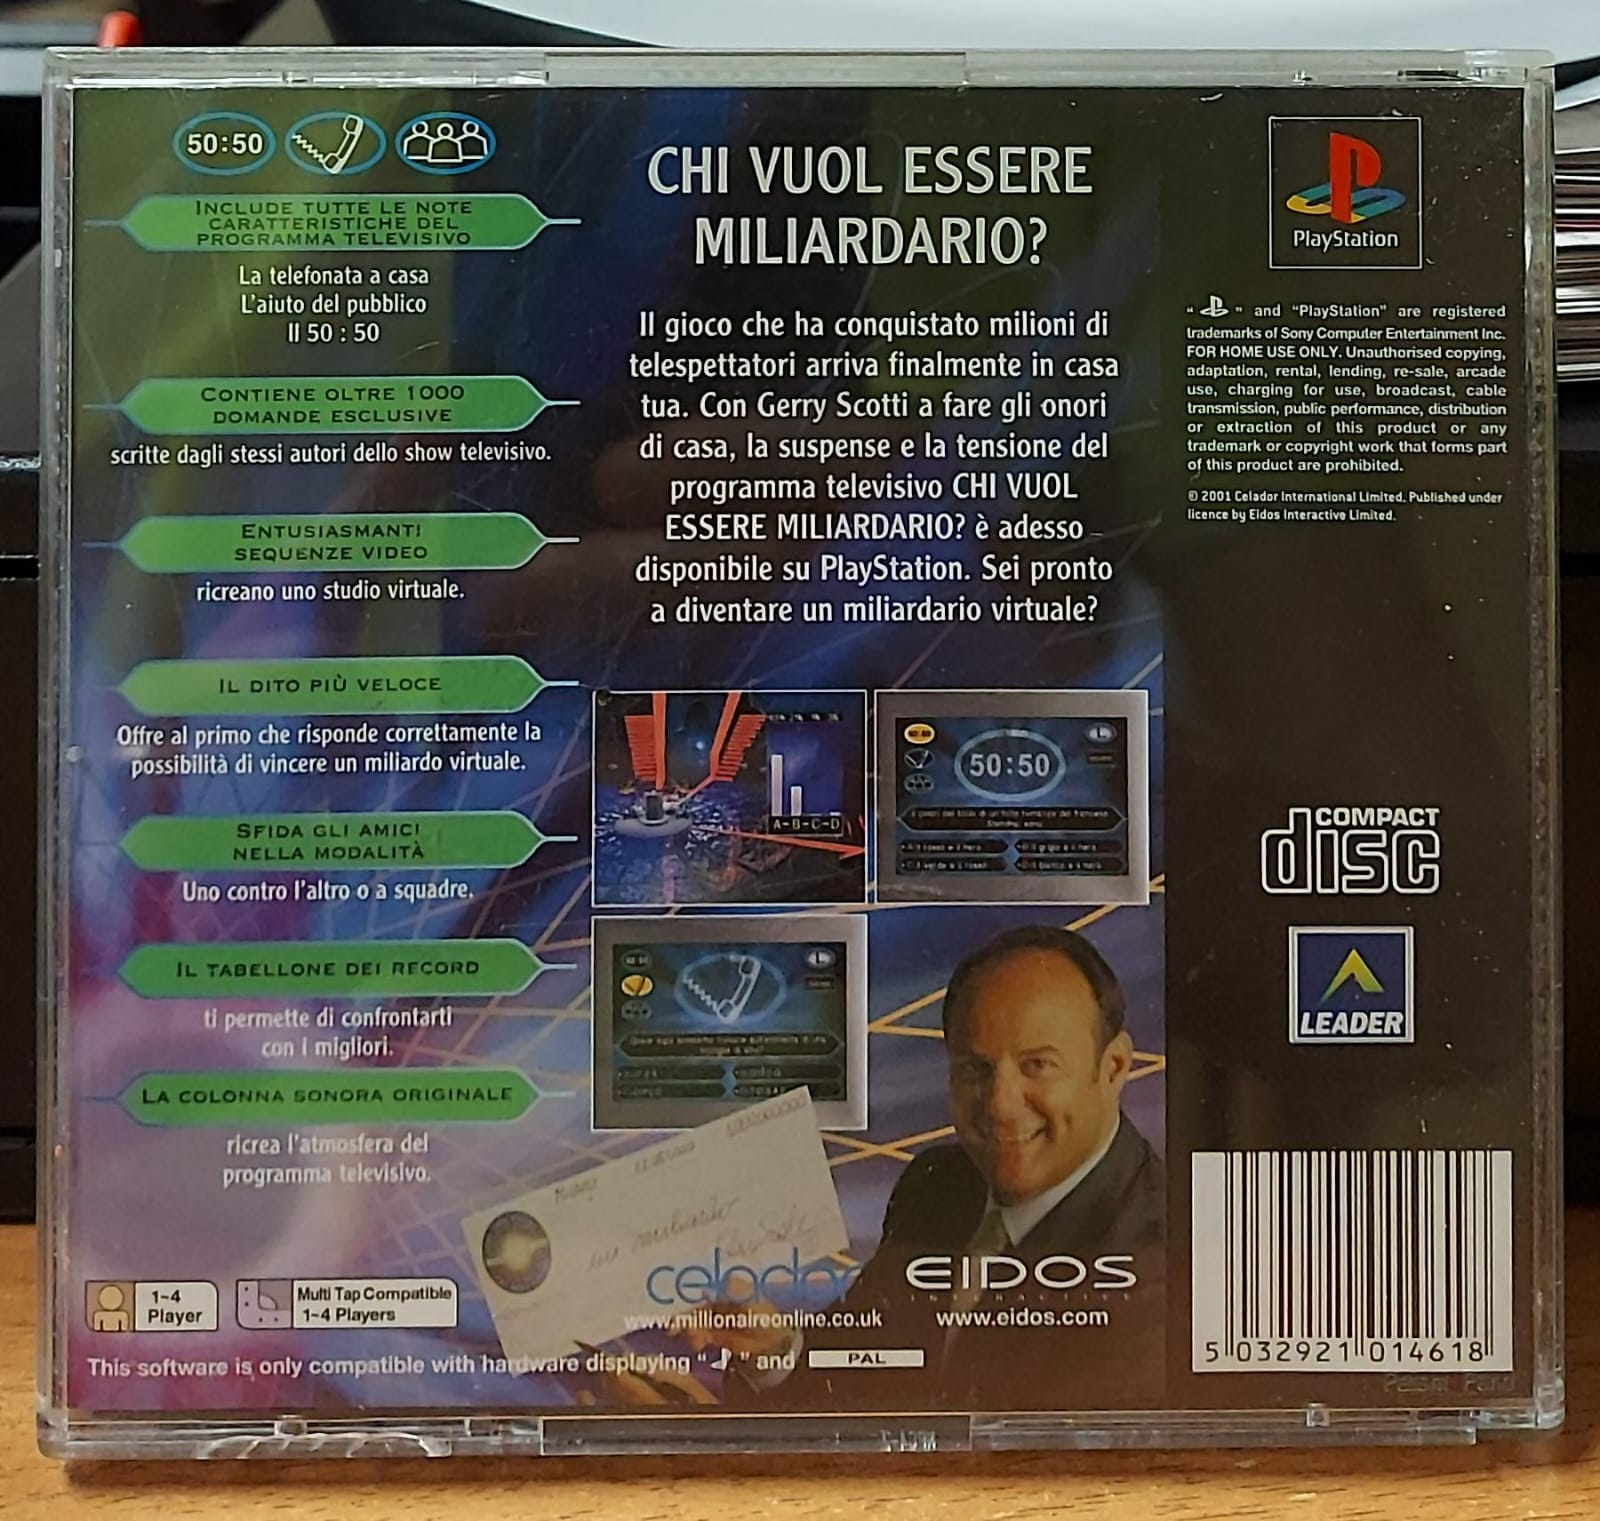 50:50
INCLUDE TUTTE LE NOTE
CARATTERISTICHE DEL
PROGRAMMA TELEVISIVO
La telefonata a casa
L'aiuto del pubblico
Il 50 : 50
CONTIENE OLTRE 1000
DOMANDE ESCLUSIVE
scritte dagli stessi autori dello show televisivo.
ENTUSIASMANTI
SEQUENZE VIDEO
ricreano uno studio virtuale.
IL DITO PIÙ VELOCE
Offre al primo che risponde correttamente la
possibilità di vincere un miliardo virtuale.
SFIDA GLI AMICI
NELLA MODALITÀ
Uno contro l'altro o a squadre.
IL TABELLONE DEI RECORD
ti permette di confrontarti
con i migliori.
LA COLONNA SONORA ORIGINALE
ricrea l'atmosfera del
programma televisivo.
1~4
Player
Multi Tap Compatible
1~4 Players
This software is only compatible with hardware displaying " " and PAL
CHI VUOL ESSERE
MILIARDARIO?
Il gioco che ha conquistato milioni di
telespettatori arriva finalmente in casa
tua. Con Gerry Scotti a fare gli onori
di casa, la suspense e la tensione del
programma televisivo CHI VUOL
ESSERE MILIARDARIO? è adesso
disponibile su PlayStation. Sei pronto
a diventare un miliardario virtuale?
A-B-C-D
50:50
celador
www.millionaireonline.co.uk
EIDOS
INTERACTIVE
www.eidos.com
PlayStation
" " and "PlayStation" are registered
trademarks of Sony Computer Entertainment Inc.
FOR HOME USE ONLY. Unauthorised copying,
adaptation, rental, lending, re-sale, arcade
use, charging for use, broadcast, cable
transmission, public performance, distribution
or extraction of this product or any
trademark or copyright work that forms part
of this product are prohibited.
© 2001 Celador International Limited. Published under
licence by Eidos Interactive Limited.
COMPACT
disc
LEADER
5 032921 014618